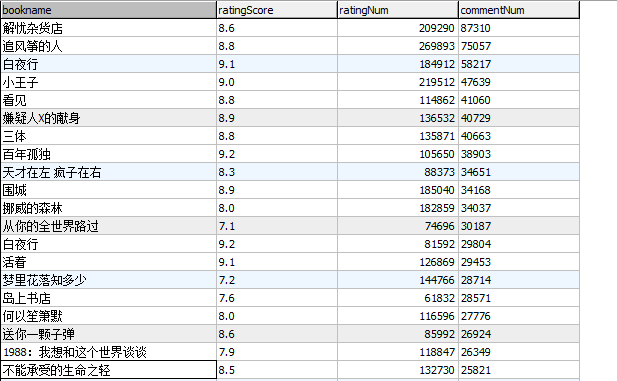 bookname ratingScore ratingNum commentNum
解忧杂货店 8.6 209290 87310
追风筝的人 8.8 269893 75057
白夜行 9.1 184912 58217
小王子 9.0 219512 47639
看见 8.8 114862 41060
嫌疑人X的献身 8.9 136532 40729
三体 8.8 135871 40663
百年孤独 9.2 105650 38903
天才在左 疯子在右 8.3 88373 34651
围城 8.9 185040 34168
挪威的森林 8.0 182859 34037
从你的全世界路过 7.1 74696 30187
白夜行 9.2 81592 29804
活着 9.1 126869 29453
梦里花落知多少 7.2 144766 28714
岛上书店 7.6 61832 28571
何以笙箫默 8.0 116596 27776
送你一颗子弹 8.6 85992 26924
1988：我想和这个世界谈谈 7.9 118847 26349
不能承受的生命之轻 8.5 132730 25821